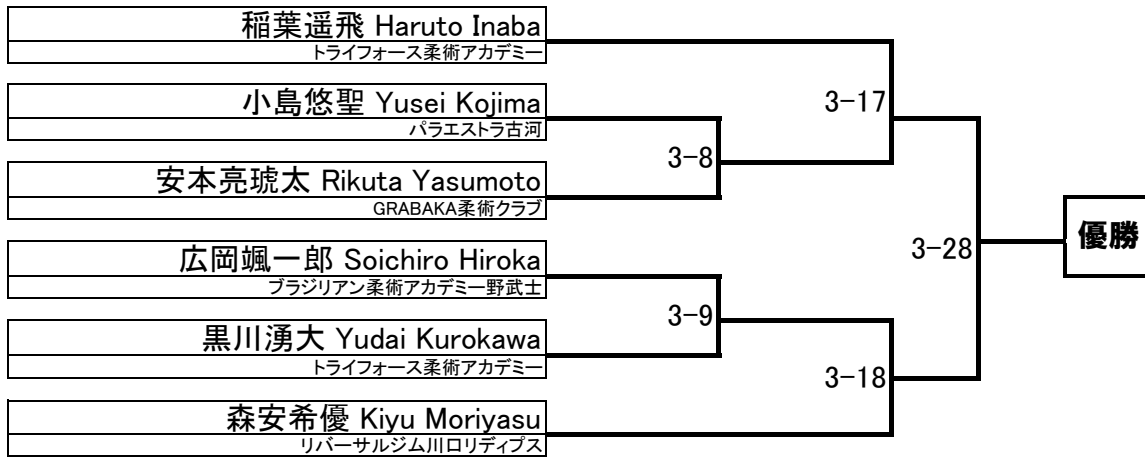 稲葉遥飛 Haruto Inaba
トライフォース柔術アカデミー
3-17
小島悠聖 Yusei Kojima
パラエストラ古河
3-8
安本亮琥太 Rikuta Yasumoto
GRABAKA柔術クラブ
優勝
3-28
広岡颯一郎 Soichiro Hiroka
ブラジリアン柔術アカデミー野武士
3-9
黒川湧大 Yudai Kurokawa
トライフォース柔術アカデミー
3-18
森安希優 Kiyu Moriyasu
リバーサルジム川口リディプス